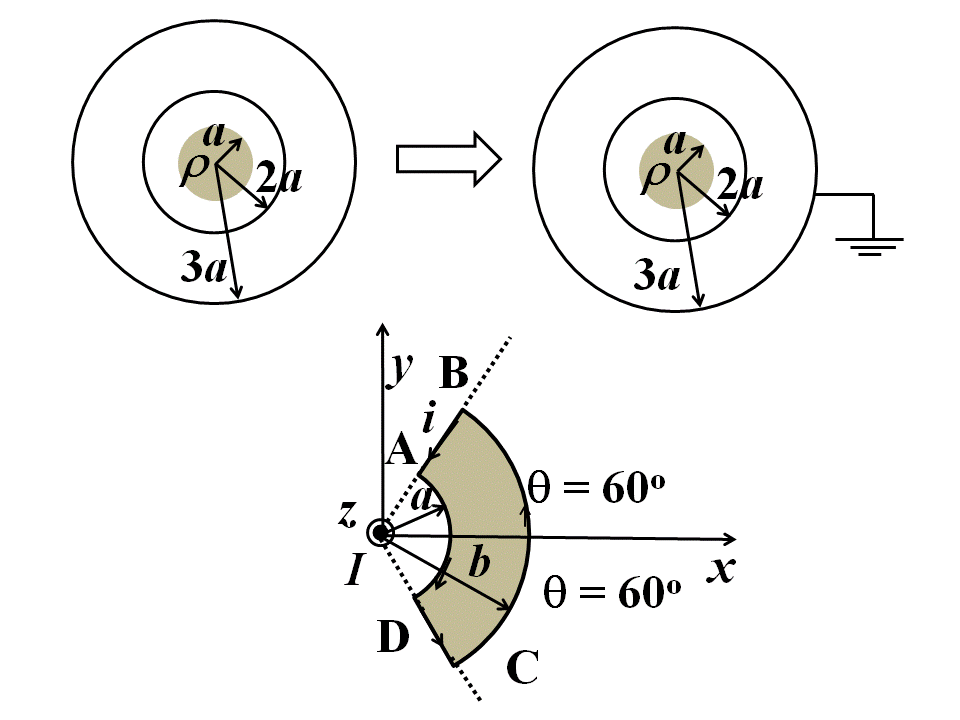 a
ρ
2a
3a
a
ρ
2a
3a
y
B
i
A
a
θ = 60º
z
I
b
x
θ = 60º
D
C